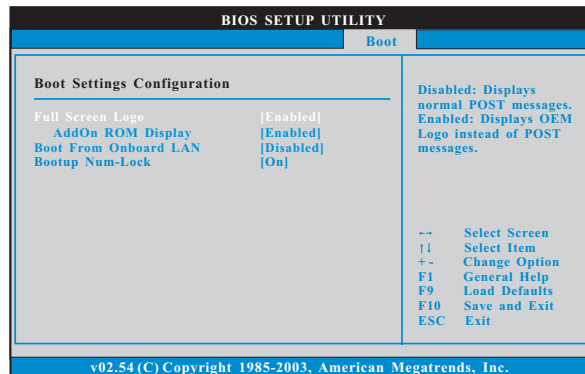 BIOS SETUP UTILITY
Boot
Boot Settings Configuration
Full Screen Logo [Enabled]
AddOn ROM Display [Enabled]
Boot From Onboard LAN [Disabled]
Bootup Num-Lock [On]
Disabled: Displays
normal POST messages.
Enabled: Displays OEM
Logo instead of POST
messages.
←→ Select Screen
↑↓ Select Item
+ - Change Option
F1 General Help
F9 Load Defaults
F10 Save and Exit
ESC Exit
v02.54 (C) Copyright 1985-2003, American Megatrends, Inc.